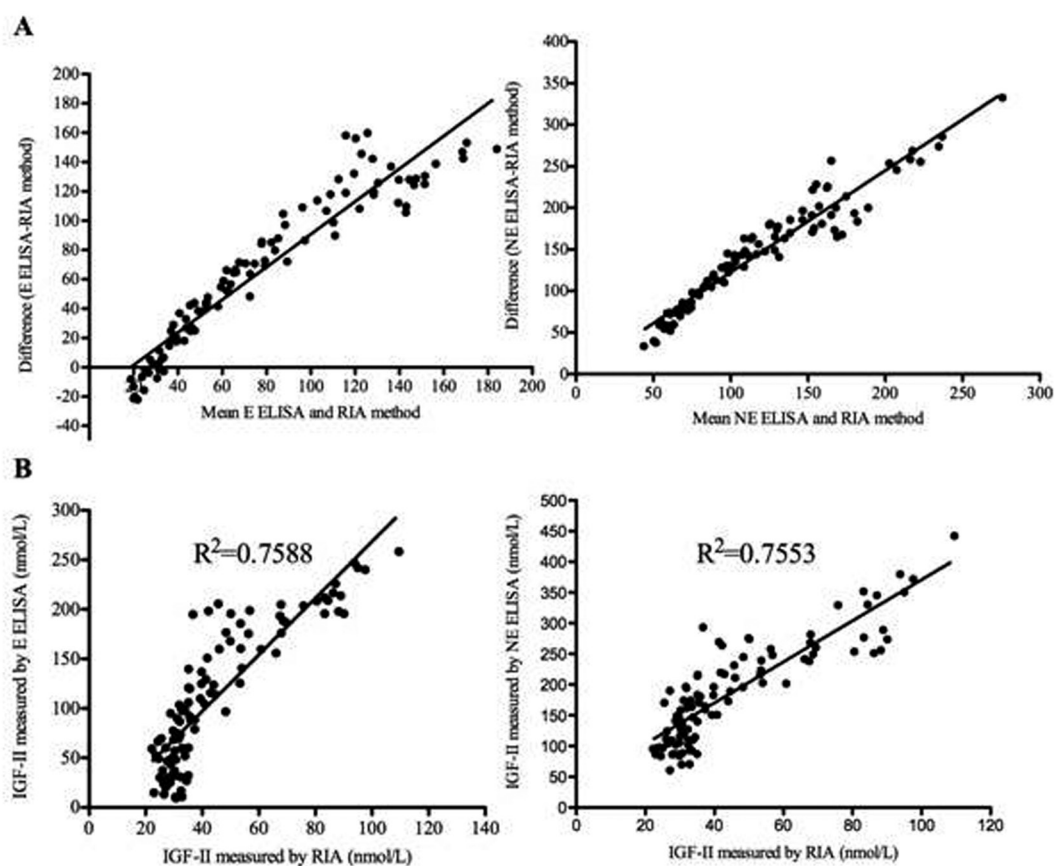 A
Difference (E ELISA-RIA method)
200
180
160
140
120
100
80
60
40
20
0
-20
-40
40 60 80 100 120 140 160 180 200
Mean E ELISA and RIA method
Difference (NE ELISA-RIA method)
400
350
300
250
200
150
100
50
0
50 100 150 200 250 300
Mean NE ELISA and RIA method
B
IGF-II measured by E ELISA (nmol/L)
300
250
200
150
100
50
0
R²=0.7588
0 20 40 60 80 100 120 140
IGF-II measured by RIA (nmol/L)
IGF-II measured by NE ELISA (nmol/L)
500
450
400
350
300
250
200
150
100
50
0
R²=0.7553
0 20 40 60 80 100 120
IGF-II measured by RIA (nmol/L)